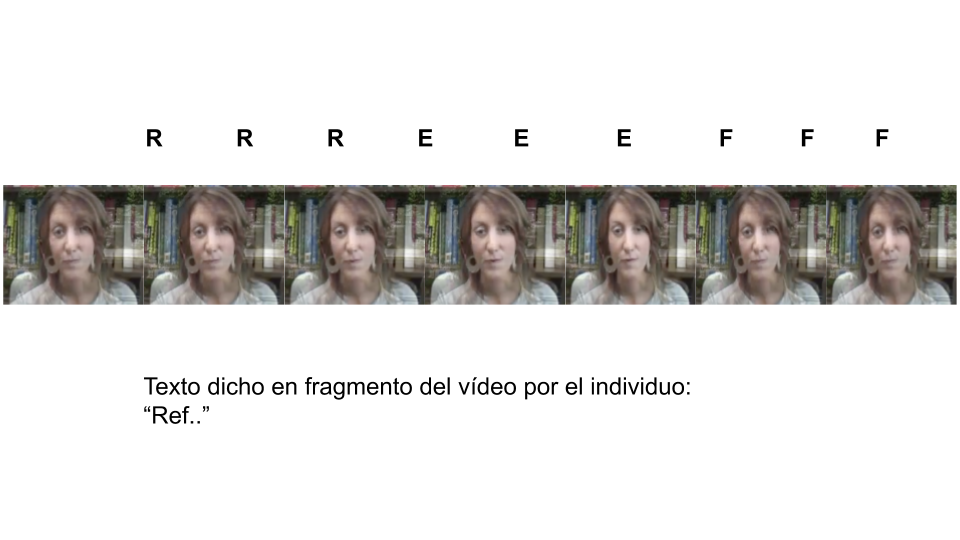 R R R E E E F F F
Texto dicho en fragmento del vídeo por el individuo:
“Ref..”